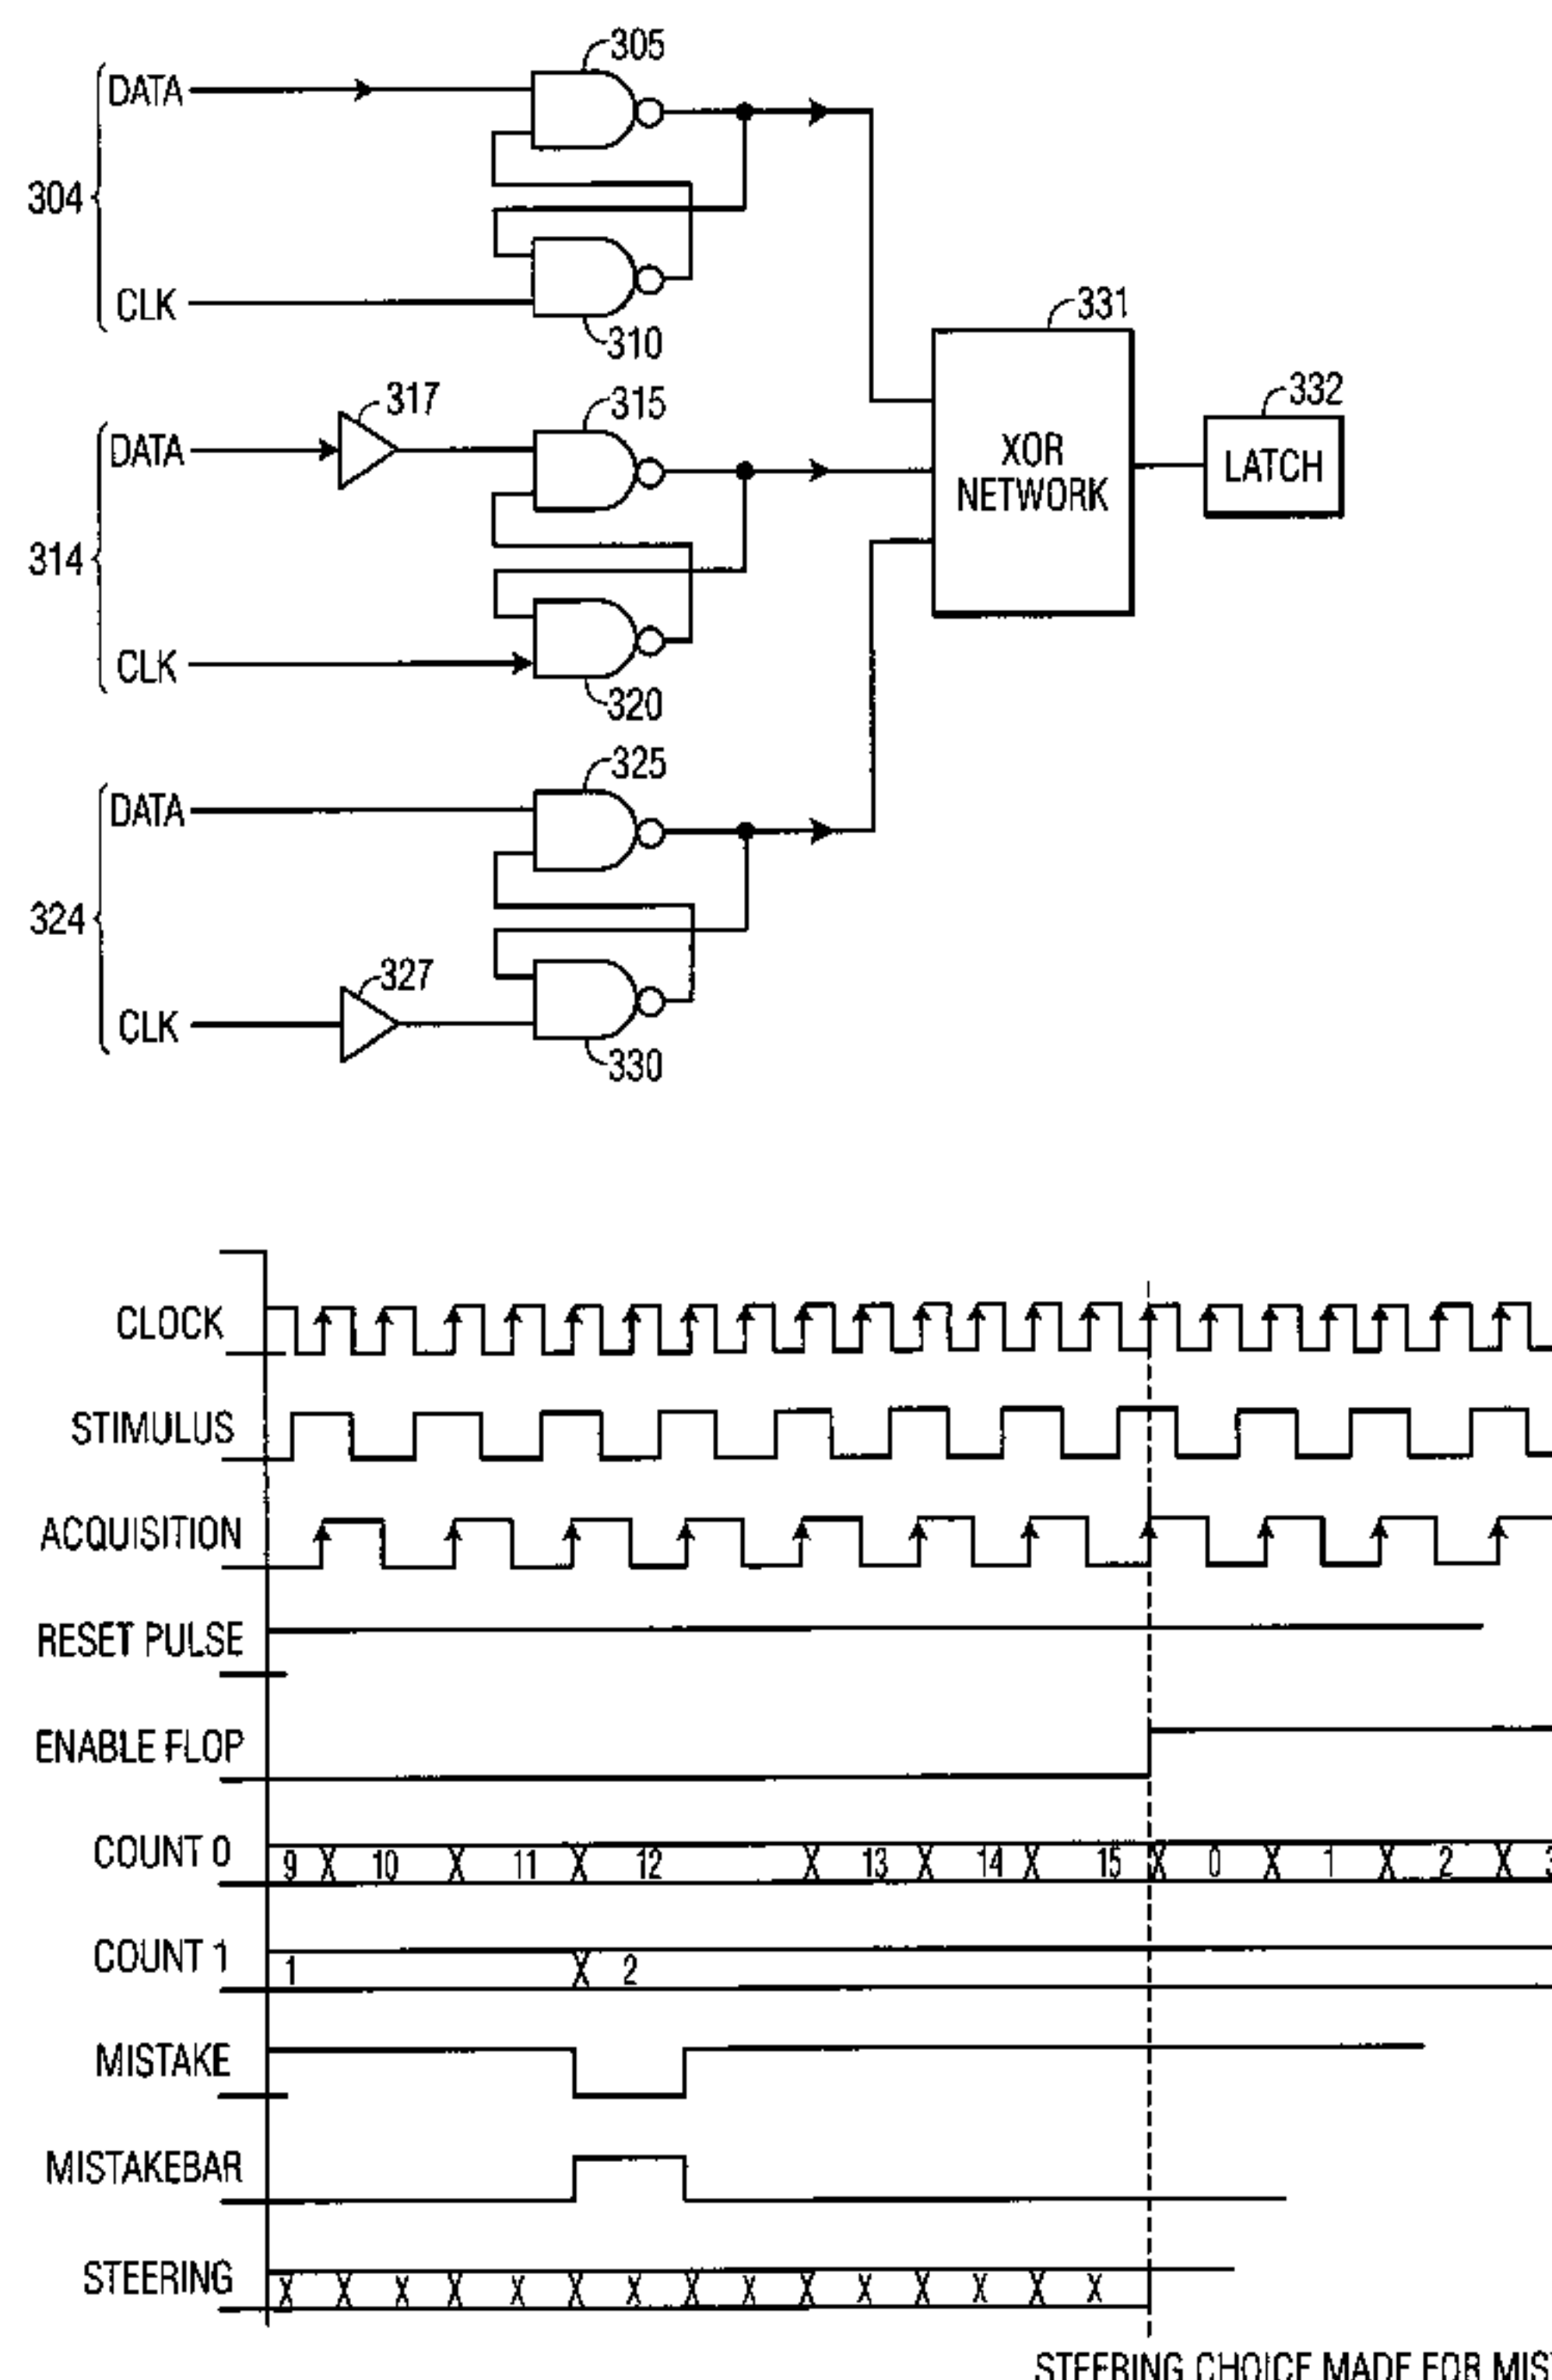 305
DATA
304
CLK
310
331
317
315
332
DATA
XOR
NETWORK
LATCH
314
CLK
320
325
DATA
324
327
CLK
330
CLOCK
STIMULUS
ACQUISITION
RESET PULSE
ENABLE FLOP
COUNT 0 9 X 10 X 11 X 12 X 13 X 14 X 15 X 0 X 1 X 2 X 3
COUNT 1 1 X 2
MISTAKE
MISTAKEBAR
STEERING X X X X X X X X X X X X X X X
STEERING CHOICE MADE FOR